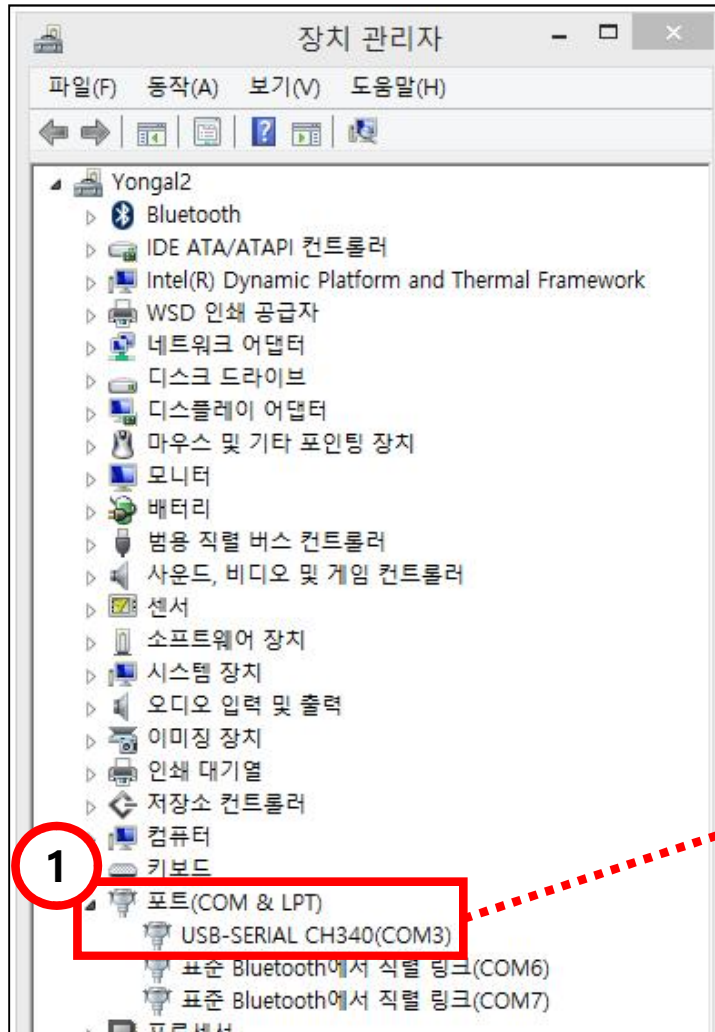 장치 관리자
파일(F) 동작(A) 보기(V) 도움말(H)
Yongal2
Bluetooth
IDE ATA/ATAPI 컨트롤러
Intel(R) Dynamic Platform and Thermal Framework
WSD 인쇄 공급자
네트워크 어댑터
디스크 드라이브
디스플레이 어댑터
마우스 및 기타 포인팅 장치
모니터
배터리
범용 직렬 버스 컨트롤러
사운드, 비디오 및 게임 컨트롤러
센서
소프트웨어 장치
시스템 장치
오디오 입력 및 출력
이미징 장치
인쇄 대기열
저장소 컨트롤러
컴퓨터
1
키보드
포트(COM & LPT)
USB-SERIAL CH340(COM3)
표준 Bluetooth에서 직렬 링크(COM6)
표준 Bluetooth에서 직렬 링크(COM7)
프로세서